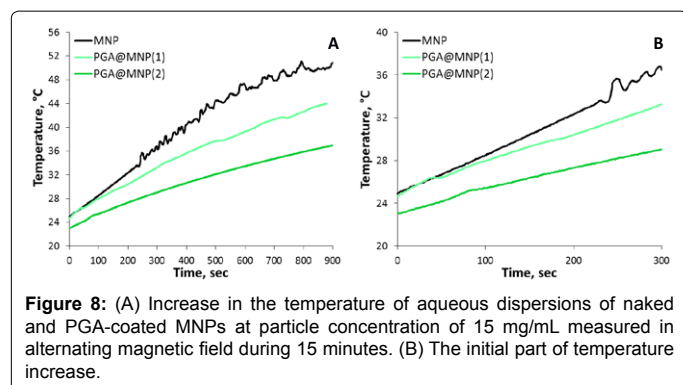 MNP
PGA@MNP(1)
PGA@MNP(2)
A
56
52
48
44
40
36
32
28
24
20
Temperature, °C
0 100 200 300 400 500 600 700 800 900
Time, sec
MNP
PGA@MNP(1)
PGA@MNP(2)
B
40
36
32
28
24
20
Temperature, °C
0 100 200 300
Time, sec
Figure 8: (A) Increase in the temperature of aqueous dispersions of naked
and PGA-coated MNPs at particle concentration of 15 mg/mL measured in
alternating magnetic field during 15 minutes. (B) The initial part of temperature
increase.